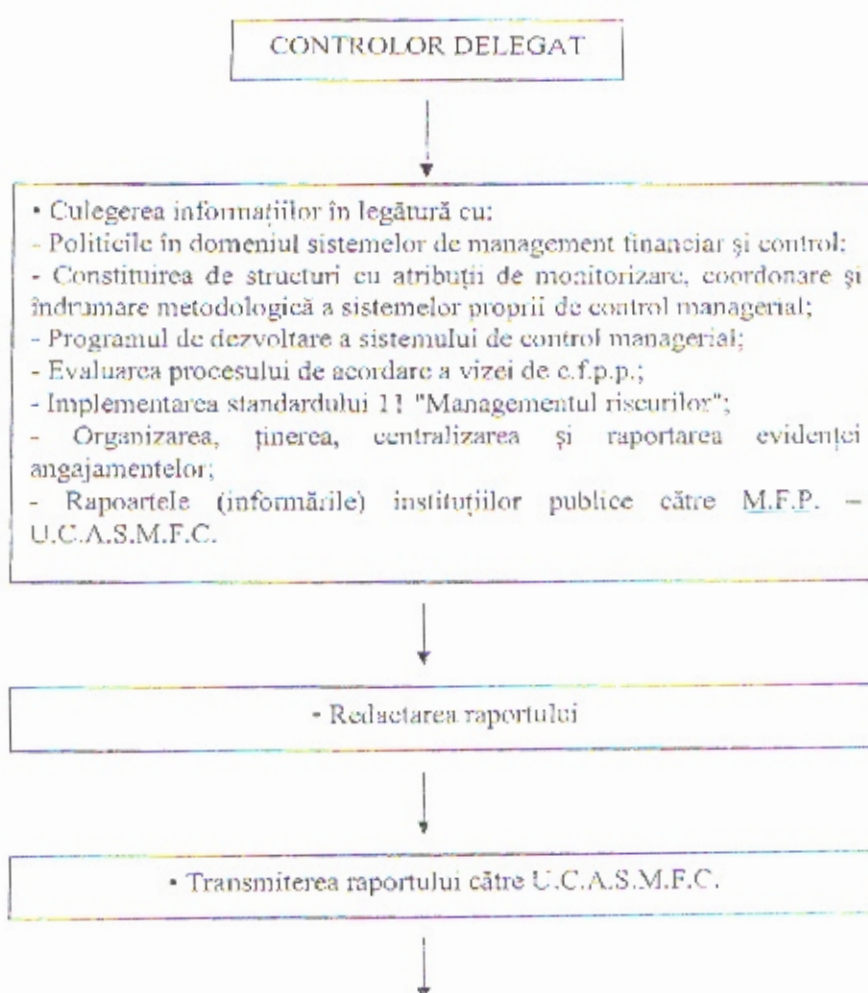 CONTROLOR DELEGAT
• Culegerea informațiilor în legătură cu:
- Politicile în domeniul sistemelor de management financiar și control;
- Constituirea de structuri cu atribuții de monitorizare, coordonare și
îndrumare metodologică a sistemelor proprii de control managerial;
- Programul de dezvoltare a sistemului de control managerial;
- Evaluarea procesului de acordare a vizei de c.f.p.p.;
- Implementarea standardului 11 "Managementul riscurilor";
- Organizarea, ținerea, centralizarea și raportarea evidenței
angajamentelor;
- Rapoartele (informările) instituțiilor publice către M.F.P. –
U.C.A.S.M.F.C.
• Redactarea raportului
• Transmiterea raportului către U.C.A.S.M.F.C.